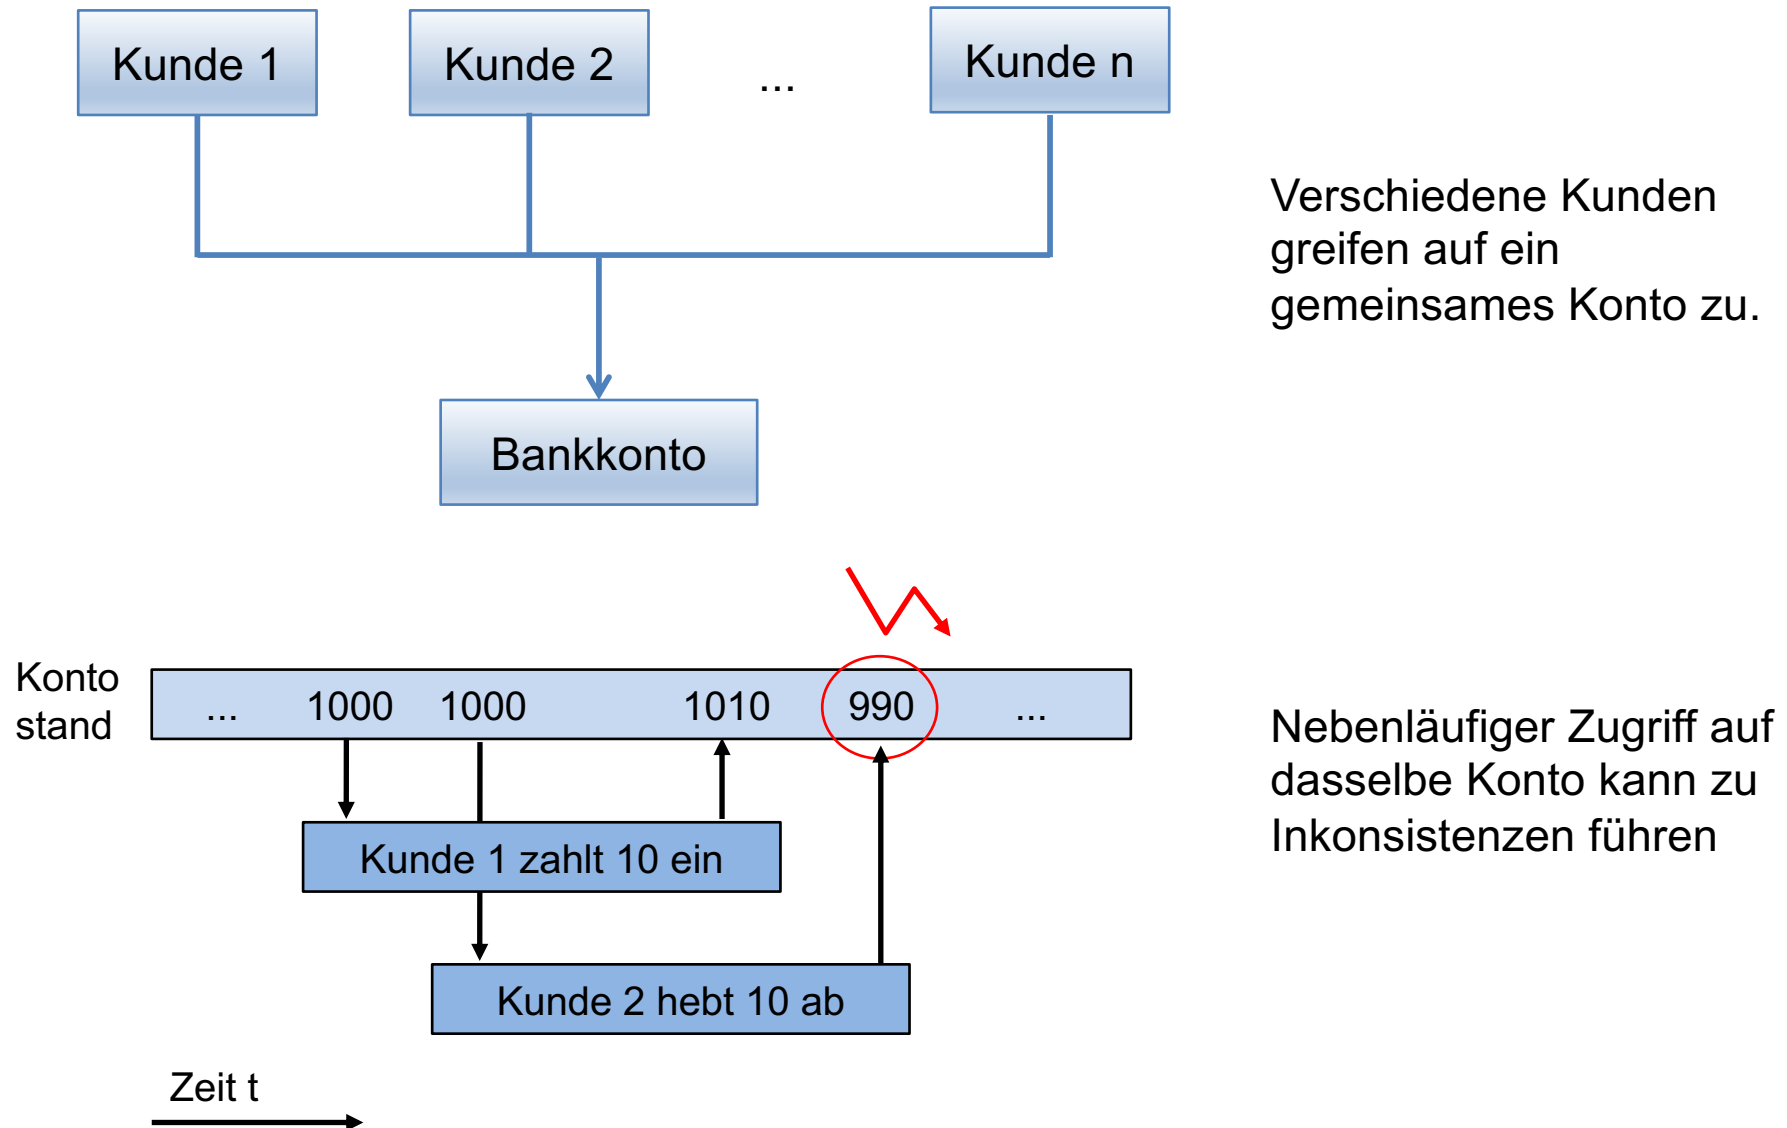 Kunde 1
Kunde 2
...
Kunde n
Verschiedene Kunden
greifen auf ein
gemeinsames Konto zu.
Bankkonto
Konto
stand
... 1000 1000 1010 990 ...
Nebenläufiger Zugriff auf
dasselbe Konto kann zu
Inkonsistenzen führen
Kunde 1 zahlt 10 ein
Kunde 2 hebt 10 ab
Zeit t